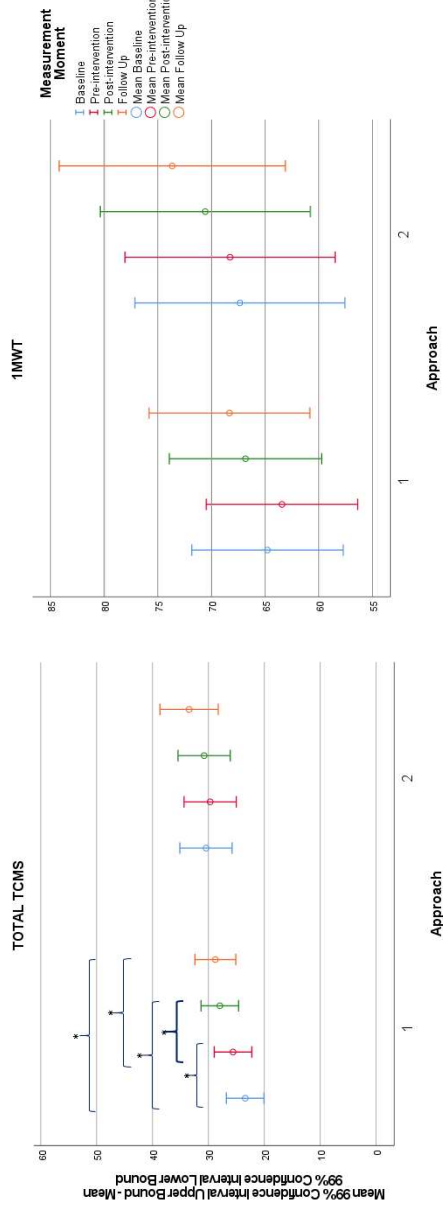 TOTAL TCMS
Mean 99% Confidence Interval Upper Bound - Mean
99% Confidence Interval Lower Bound
60
50
40
30
20
10
0
*
*
*
*
*
1
2
Approach
1MWT
85
80
75
70
65
60
55
1
2
Approach
Measurement
Moment
Baseline
Pre-intervention
Post-intervention
Follow Up
Mean Baseline
Mean Pre-intervention
Mean Post-intervention
Mean Follow Up